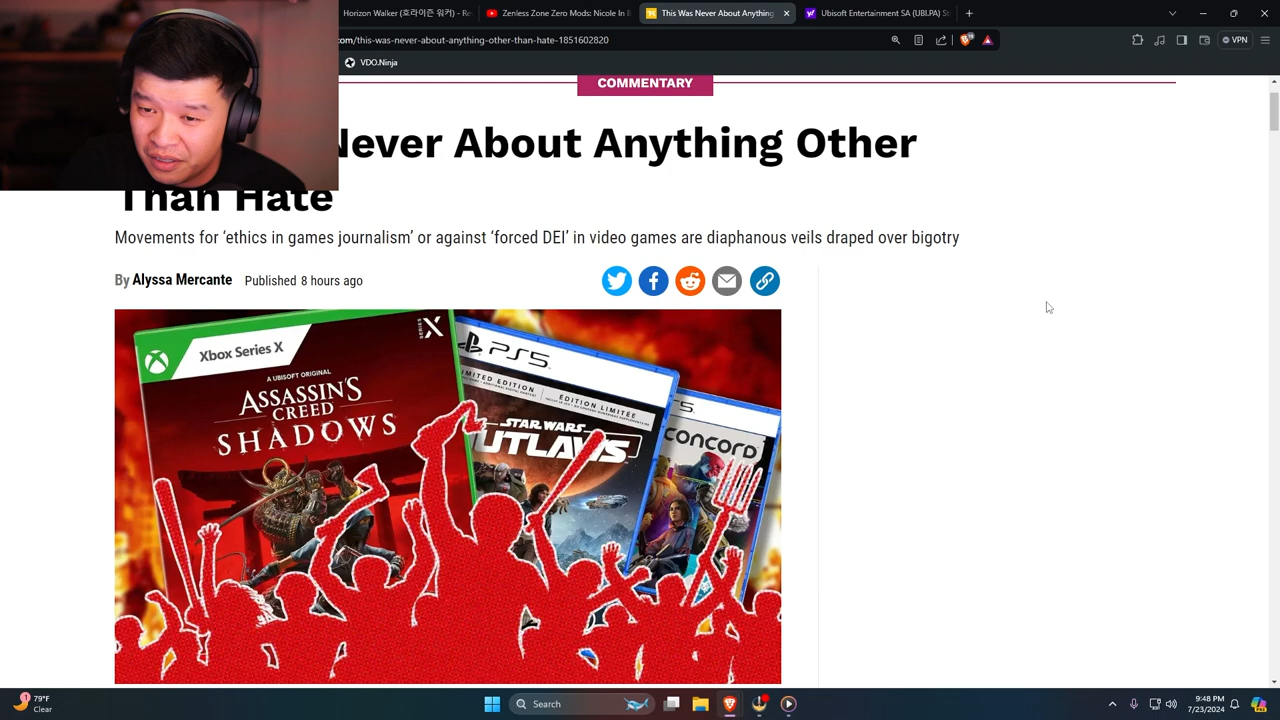 Horizon Walker (호라이즌 워커) - Re
Zenless Zone Zero Mods: Nicole In B
This Was Never About Anything
Ubisoft Entertainment SA (UBI.PA) St
com/this-was-never-about-anything-other-than-hate-1851602820
VPN
VDO.Ninja
COMMENTARY
Never About Anything Other
Than Hate
Movements for ‘ethics in games journalism’ or against ‘forced DEI’ in video games are diaphanous veils draped over bigotry
By Alyssa Mercante Published 8 hours ago
Xbox Series X
SERIES X
A UBISOFT ORIGINAL
ASSASSIN'S
CREED
SHADOWS
PS5
LIMITED EDITION
EDITION LIMITÉE
STAR WARS
OUTLAWS
CONCORD
79°F
Clear
Search
9:48 PM
7/23/2024